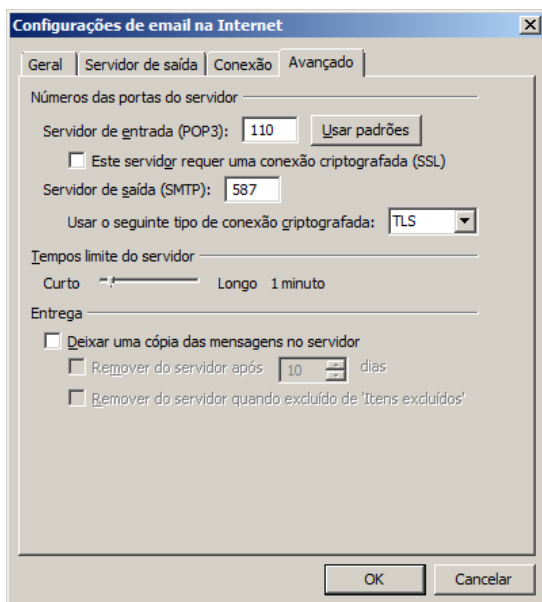 Configurações de email na Internet
Geral Servidor de saída Conexão Avançado
Números das portas do servidor
Servidor de entrada (POP3): 110 Usar padrões
Este servidor requer uma conexão criptografada (SSL)
Servidor de saída (SMTP): 587
Usar o seguinte tipo de conexão criptografada: TLS
Tempos limite do servidor
Curto Longo 1 minuto
Entrega
Deixar uma cópia das mensagens no servidor
Remover do servidor após 10 dias
Remover do servidor quando excluído de 'Itens excluídos'
OK Cancelar